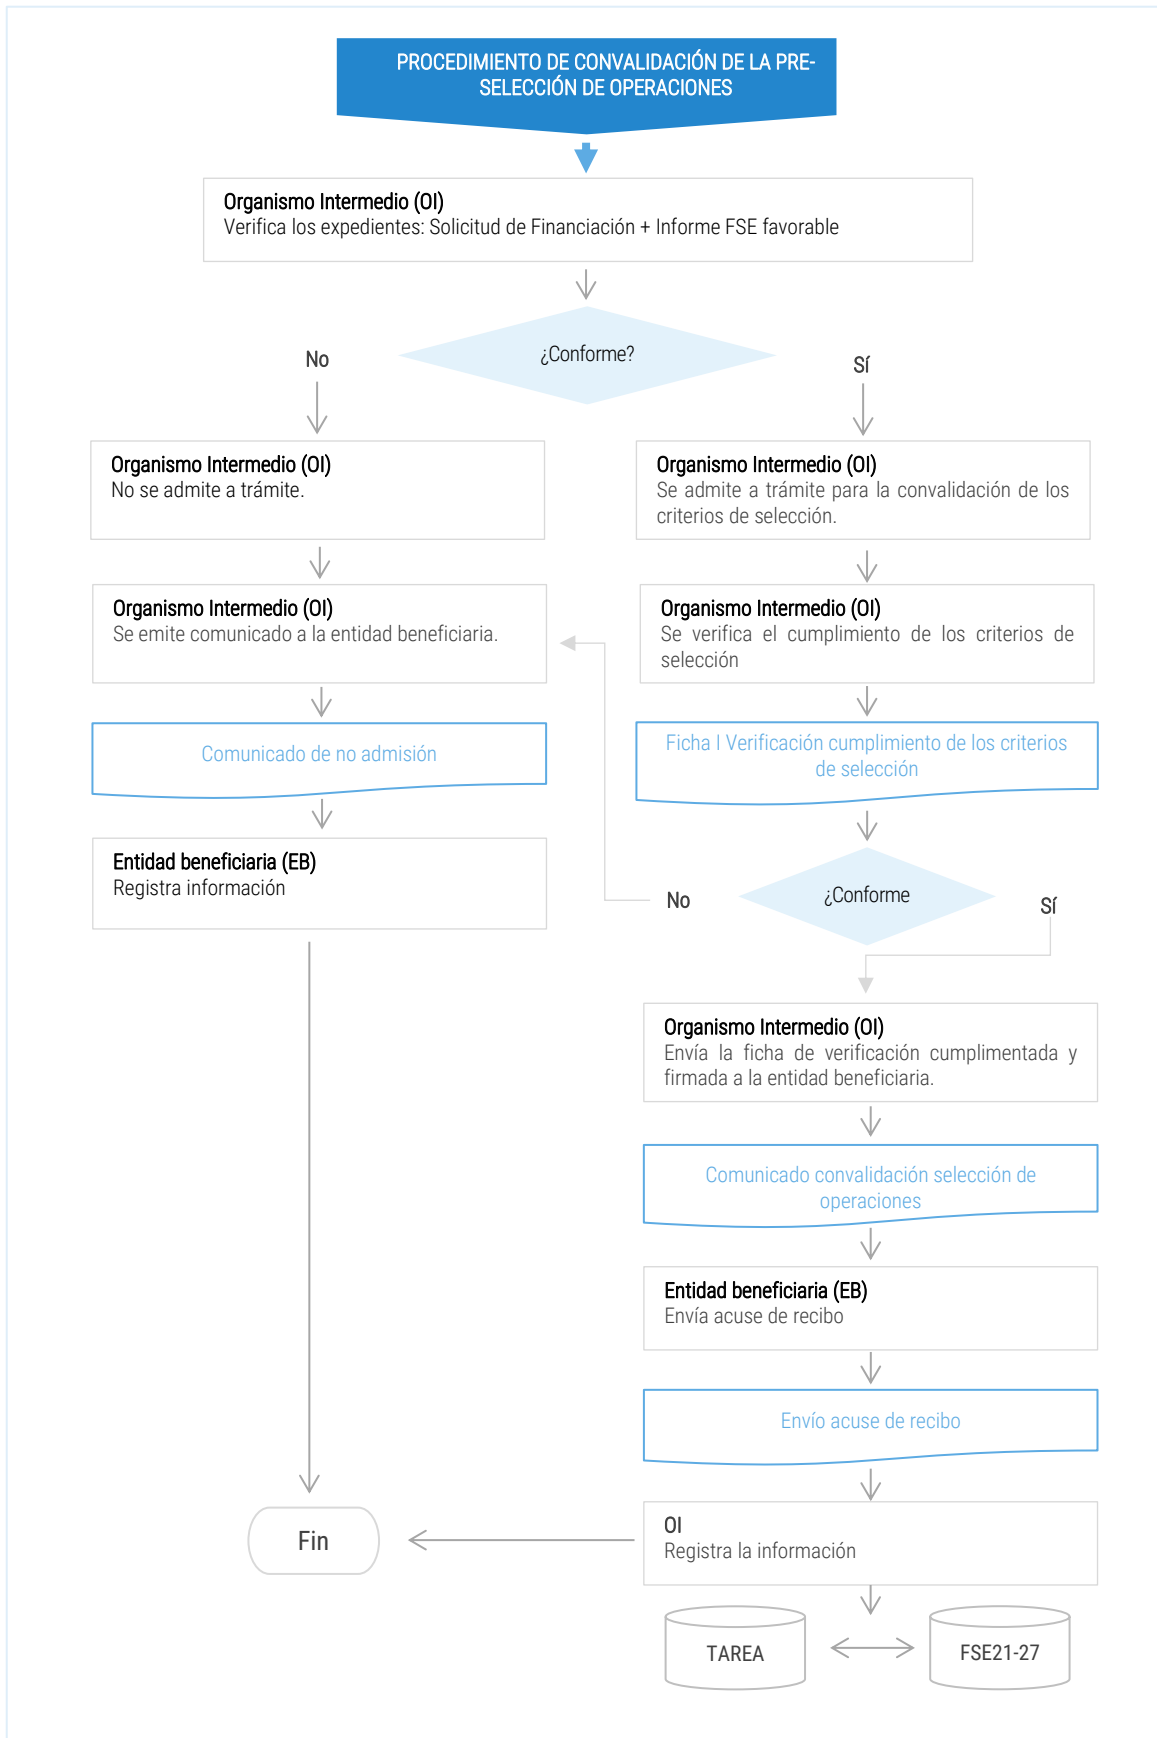 PROCEDIMIENTO DE CONVALIDACIÓN DE LA PRE-
SELECCIÓN DE OPERACIONES
Organismo Intermedio (OI)
Verifica los expedientes: Solicitud de Financiación + Informe FSE favorable
¿Conforme?
No
Sí
Organismo Intermedio (OI)
No se admite a trámite.
Organismo Intermedio (OI)
Se admite a trámite para la convalidación de los
criterios de selección.
Organismo Intermedio (OI)
Se emite comunicado a la entidad beneficiaria.
Organismo Intermedio (OI)
Se verifica el cumplimiento de los criterios de
selección
Comunicado de no admisión
Ficha I Verificación cumplimiento de los criterios
de selección
Entidad beneficiaria (EB)
Registra información
No
¿Conforme
Sí
Organismo Intermedio (OI)
Envía la ficha de verificación cumplimentada y
firmada a la entidad beneficiaria.
Comunicado convalidación selección de
operaciones
Entidad beneficiaria (EB)
Envía acuse de recibo
Envío acuse de recibo
Fin
OI
Registra la información
TAREA
FSE21-27